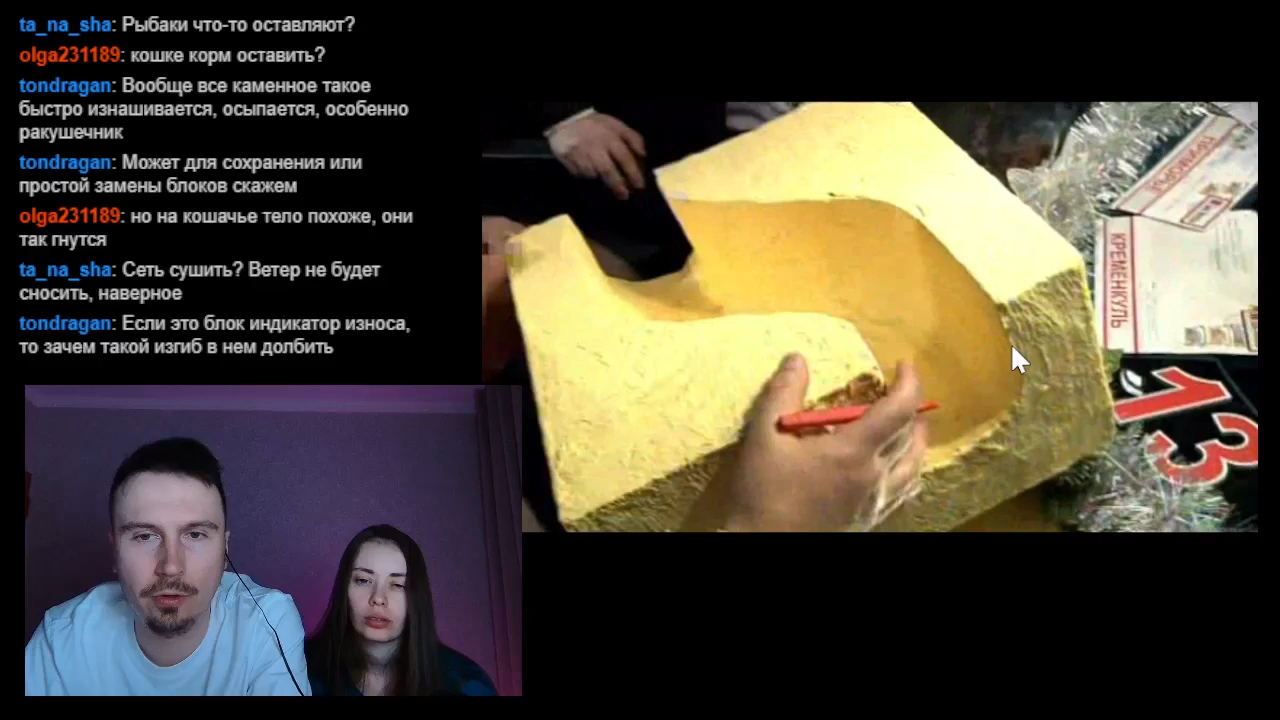 ta_na_sha: Рыбаки что-то оставляют?
olga231189: кошке корм оставить?
tondragan: Вообще все каменное такое
быстро изнашивается, осыпается, особенно
ракушечник
tondragan: Может для сохранения или
простой замены блоков скажем
olga231189: но на кошачье тело похоже, они
так гнутся
ta_na_sha: Сеть сушить? Ветер не будет
сносить, наверное
tondragan: Если это блок индикатор износа,
то зачем такой изгиб в нем долбить
ПРИМОРЬЕ
КРЕМЕНКУЛЬ
13